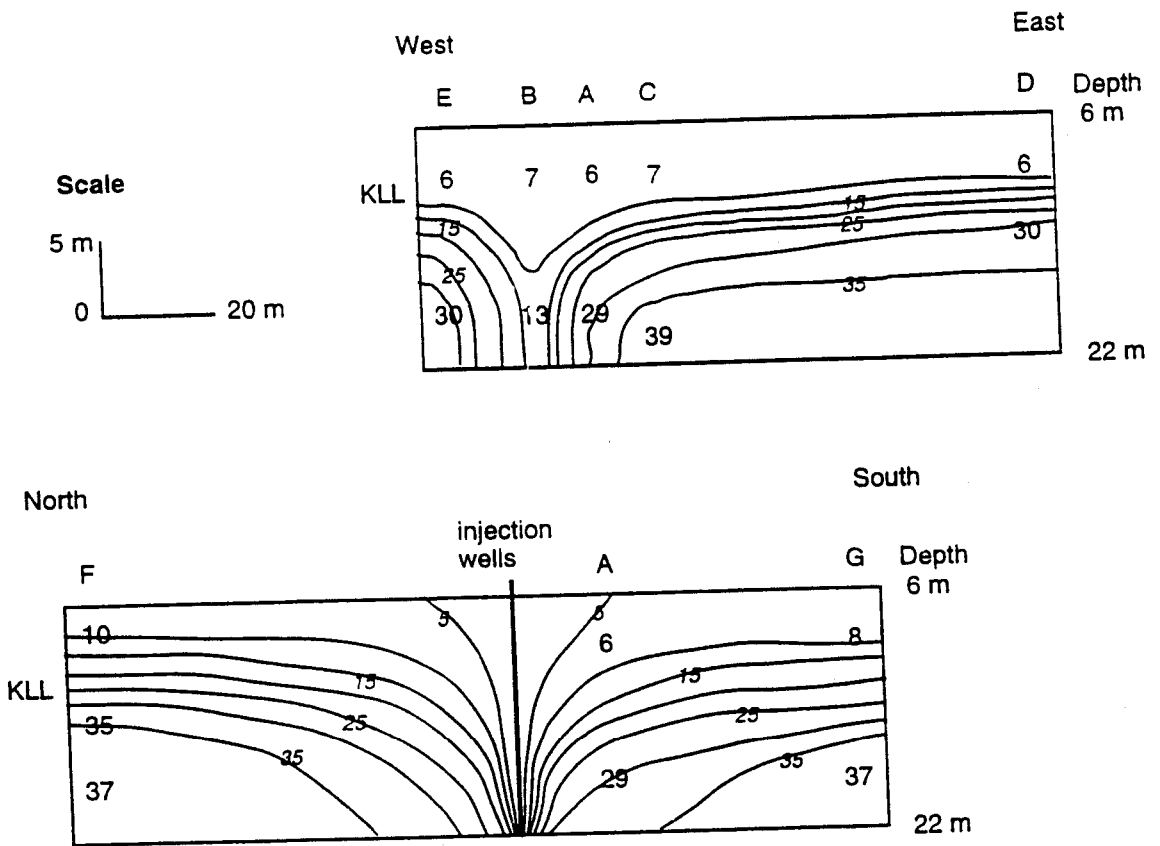 West
East
E B A C D Depth
6 m
6 7 6 7 6
Scale
KLL
15 15
25
5 m
25
30
35
0 20 m
30 13 29
39
22 m
North
South
injection
wells
F A G Depth
6 m
5 5
10 6 8
15 15
KLL
35 25 25
35 35
37 29 37
22 m